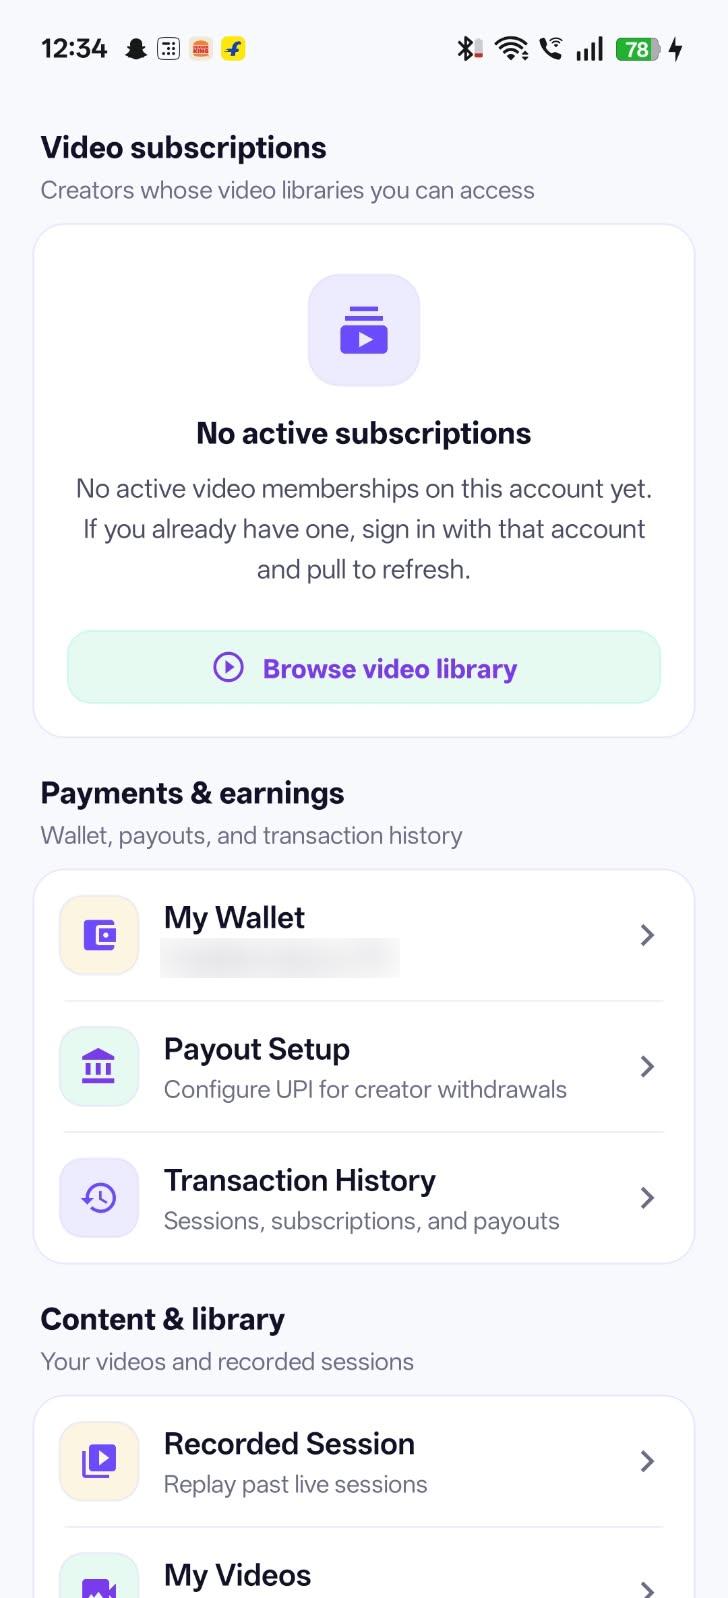 12:34
78
Video subscriptions
Creators whose video libraries you can access
No active subscriptions
No active video memberships on this account yet.
If you already have one, sign in with that account
and pull to refresh.
Browse video library
Payments & earnings
Wallet, payouts, and transaction history
My Wallet
Payout Setup
Configure UPI for creator withdrawals
Transaction History
Sessions, subscriptions, and payouts
Content & library
Your videos and recorded sessions
Recorded Session
Replay past live sessions
My Videos